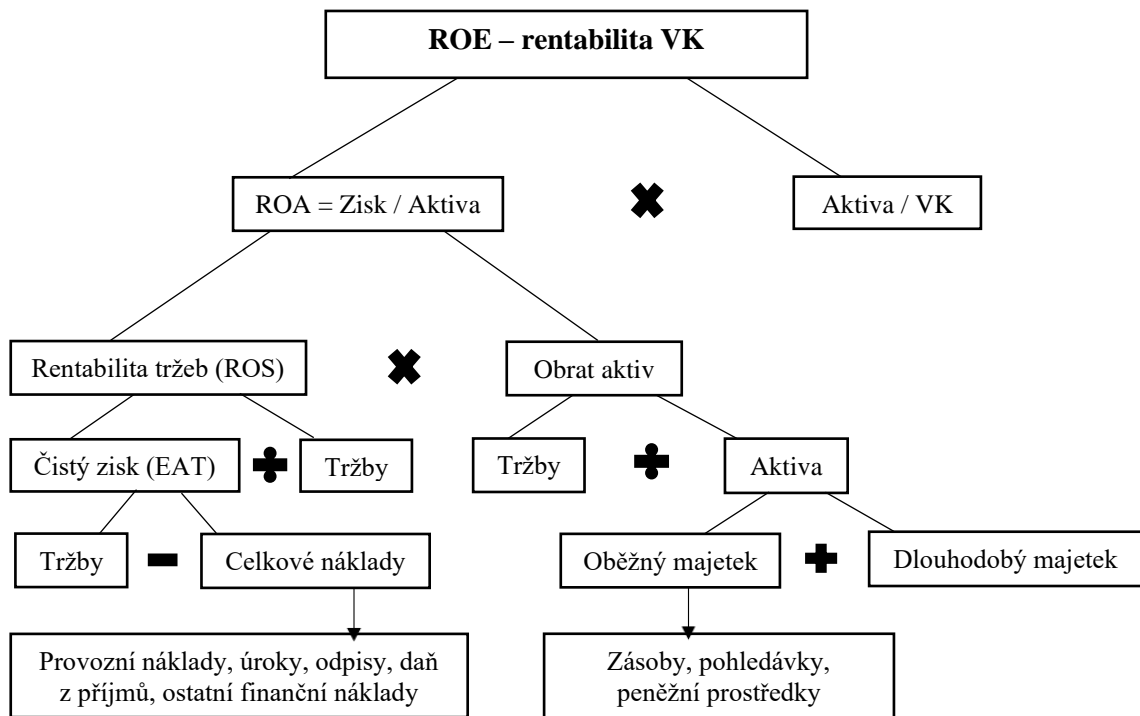 ROE – rentabilita VK
ROA = Zisk / Aktiva
Aktiva / VK
Rentabilita tržeb (ROS)
Obrat aktiv
Čistý zisk (EAT)
Tržby
Tržby
Aktiva
Tržby
Celkové náklady
Oběžný majetek
Dlouhodobý majetek
Provozní náklady, úroky, odpisy, daň
z příjmů, ostatní finanční náklady
Zásoby, pohledávky,
peněžní prostředky